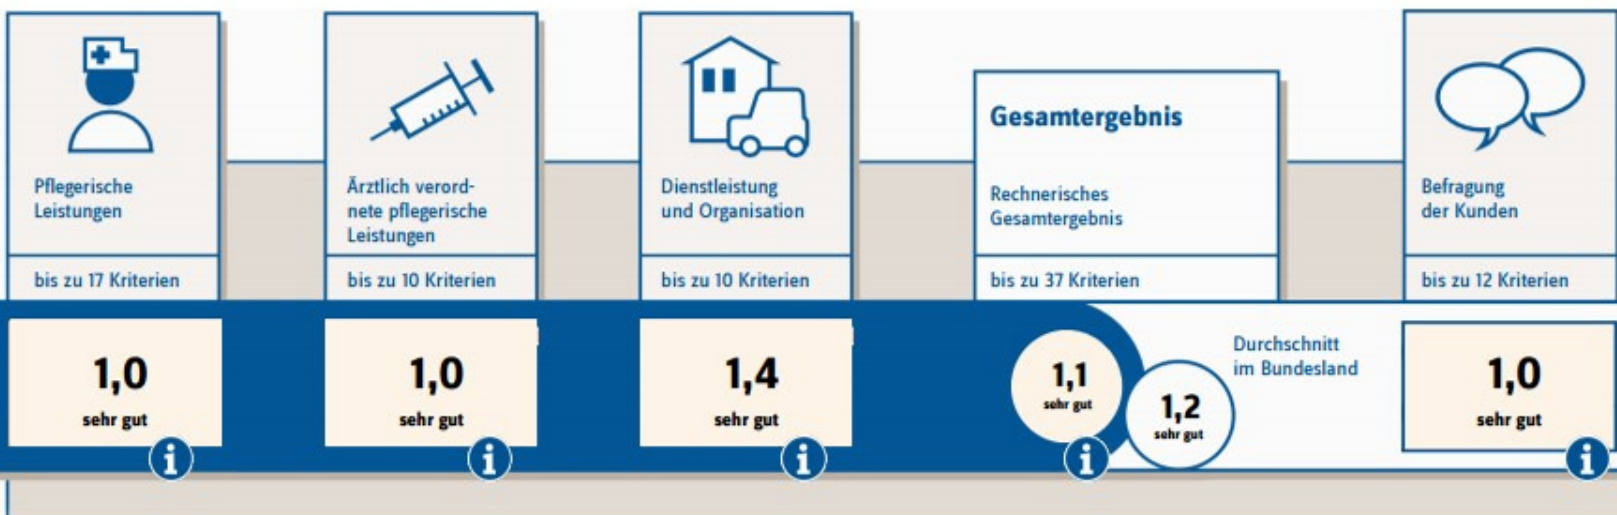 Pflegerische
Leistungen
bis zu 17 Kriterien
1,0
sehr gut
Ärztlich verord-
nete pflegerische
Leistungen
bis zu 10 Kriterien
1,0
sehr gut
Dienstleistung
und Organisation
bis zu 10 Kriterien
1,4
sehr gut
Gesamtergebnis
Rechnerisches
Gesamtergebnis
bis zu 37 Kriterien
1,1
sehr gut
1,2
sehr gut
Durchschnitt
im Bundesland
Befragung
der Kunden
bis zu 12 Kriterien
1,0
sehr gut